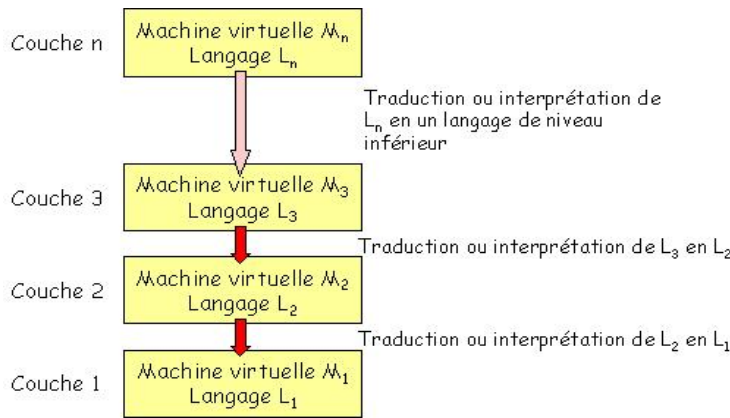 Couche n
Machine virtuelle Mₙ
Langage Lₙ
Traduction ou interprétation de
Lₙ en un langage de niveau
inférieur
Couche 3
Machine virtuelle M₃
Langage L₃
Traduction ou interprétation de L₃ en L₂
Couche 2
Machine virtuelle M₂
Langage L₂
Traduction ou interprétation de L₂ en L₁
Couche 1
Machine virtuelle M₁
Langage L₁